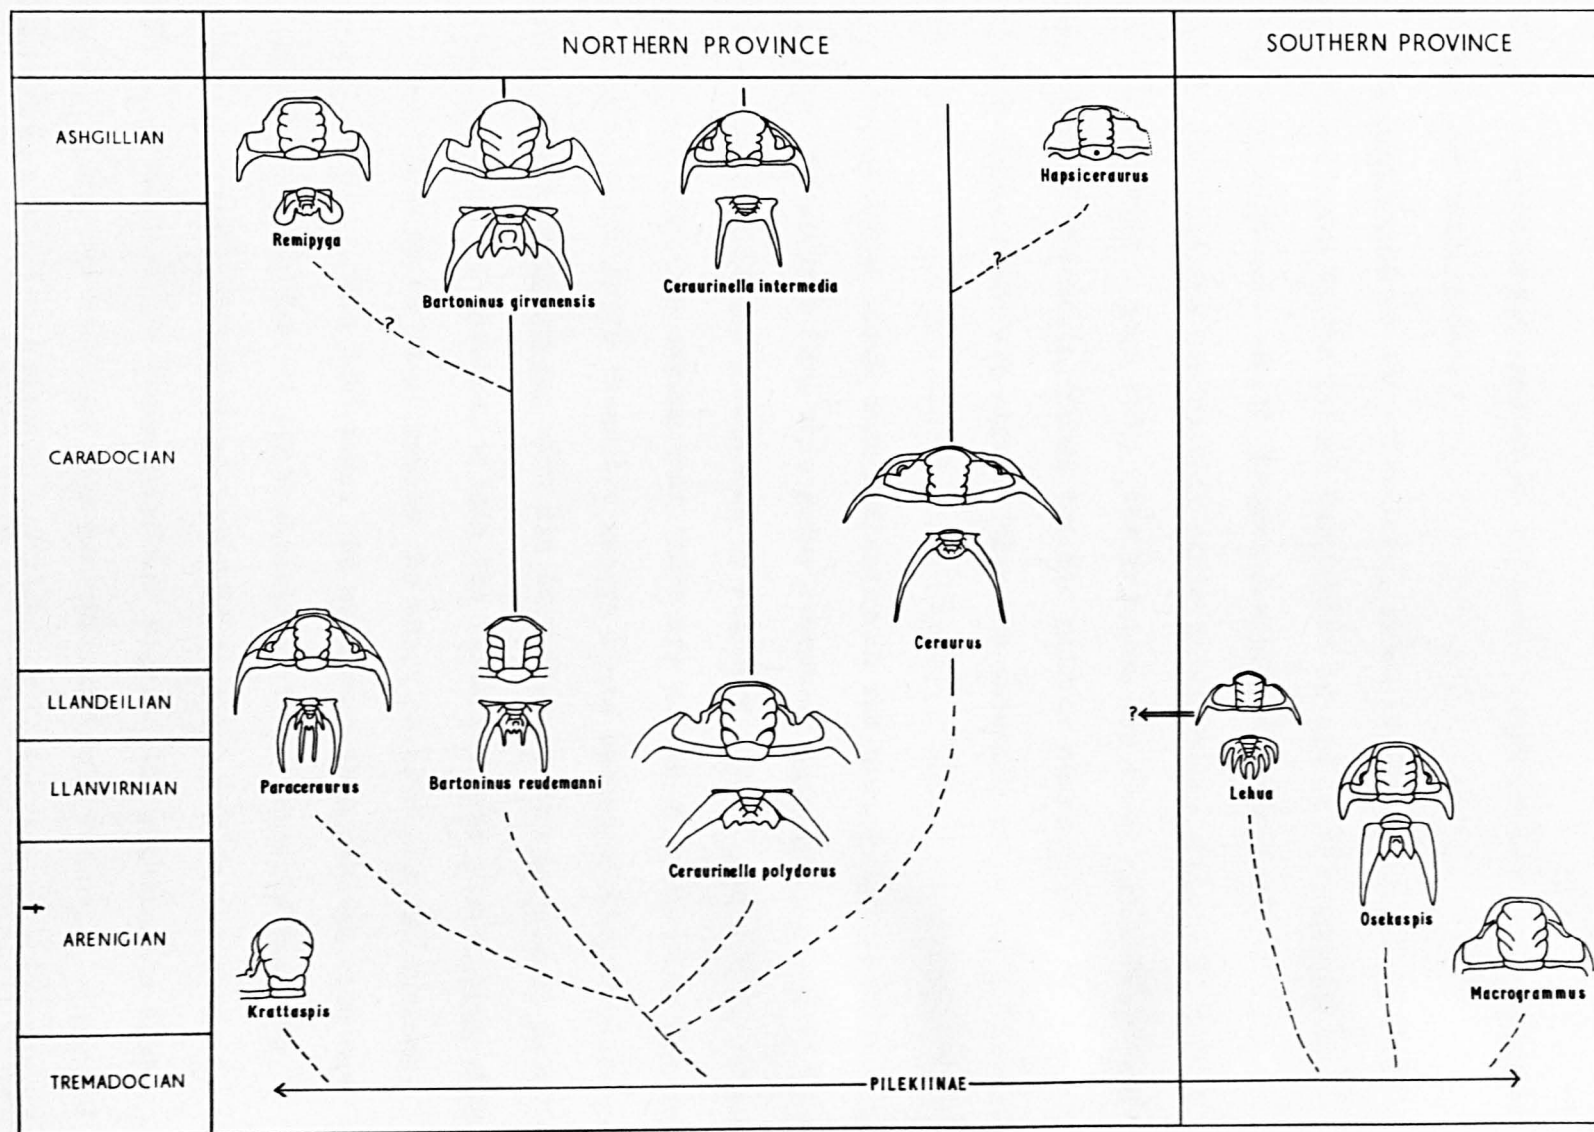 NORTHERN PROVINCE
SOUTHERN PROVINCE
ASHGILLIAN
Hapsiceraurus
Remipyga
?
Ceraurinella intermedia
Bartoninus girvanensis
?
CARADOCIAN
Ceraurus
LLANDEILIAN
?
Paraceraurus
Bartoninus reudemanni
LLANVIRNIAN
Lehua
Ceraurinella polydorus
Osekaspis
ARENIGIAN
Macrogrammus
Krattaspis
TREMADOCIAN
PILEKIINAE